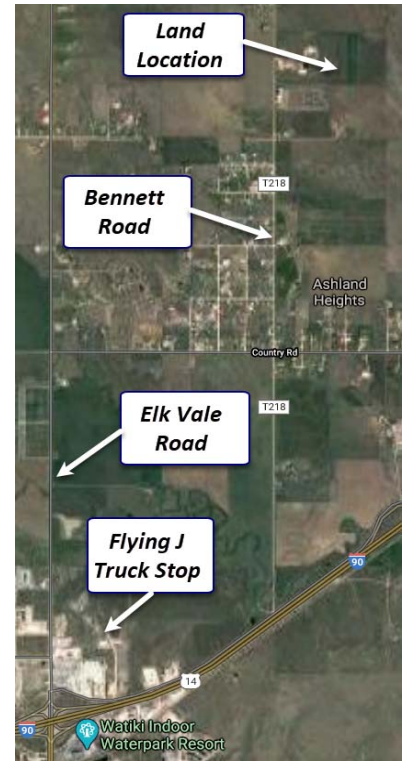 Land
Location
T218
Bennett
Road
Ashland
Heights
Country Rd
T218
Elk Vale
Road
Flying J
Truck Stop
90
14
90
Watiki Indoor
Waterpark Resort